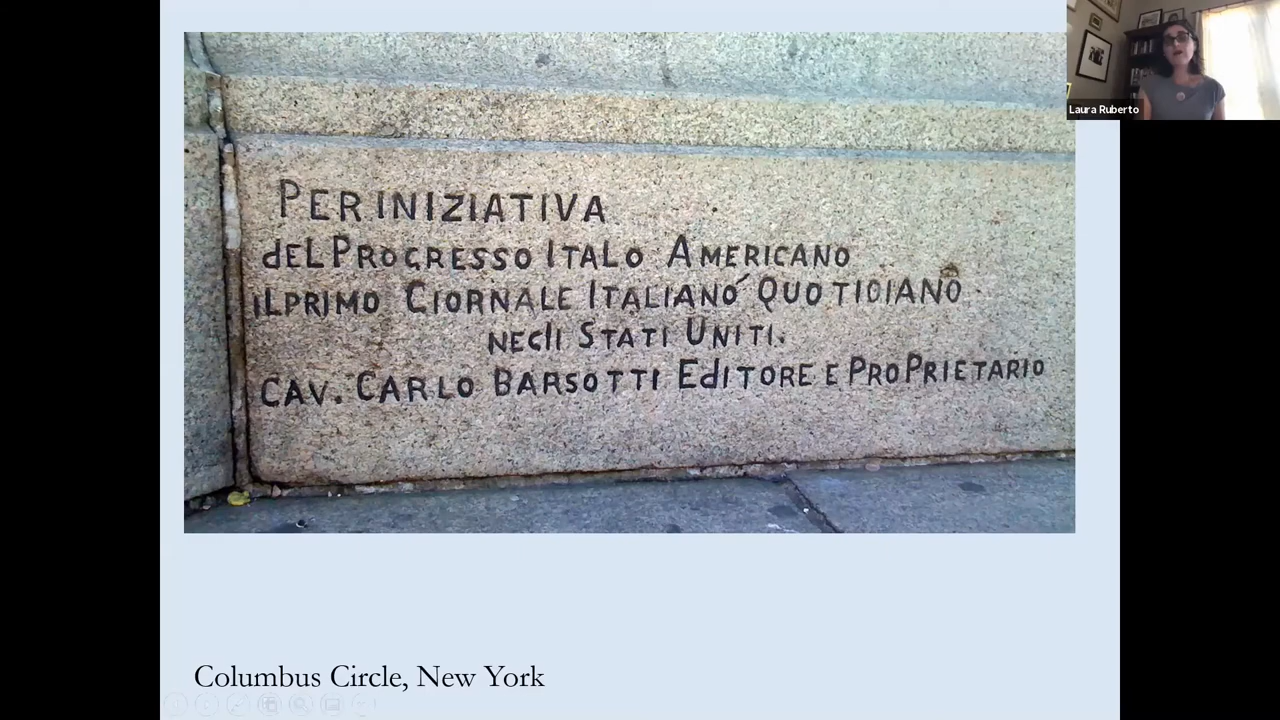 PER INIZIATIVA
dEL PROGRESSO ITALO AMERICANO
iL PRIMO GIORNALE ITALIANO QUOTIDIANO
NEGlI STATI UNITI.
CAV. CARLO BARSOTTI EdITORE E PROPRIETARIO
Laura Ruberto
Columbus Circle, New York